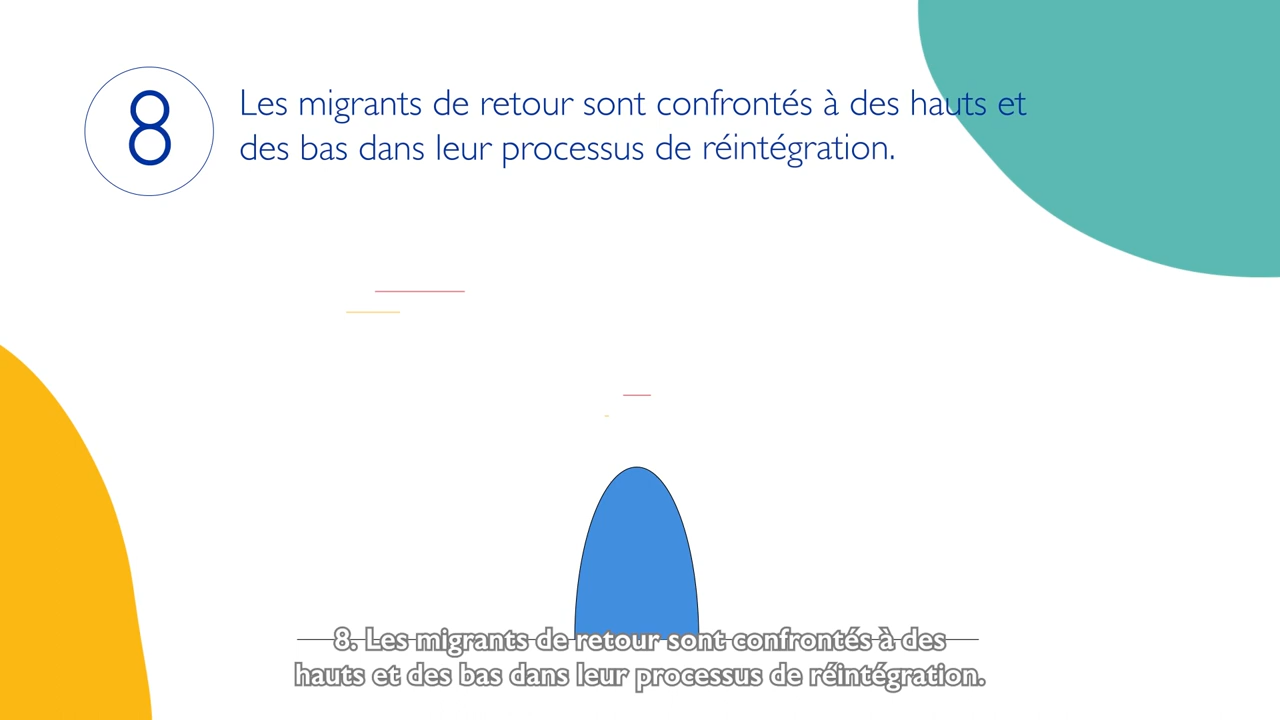 8
Les migrants de retour sont confrontés à des hauts et
des bas dans leur processus de réintégration.
8. Les migrants de retour sont confrontés à des
hauts et des bas dans leur processus de réintégration.